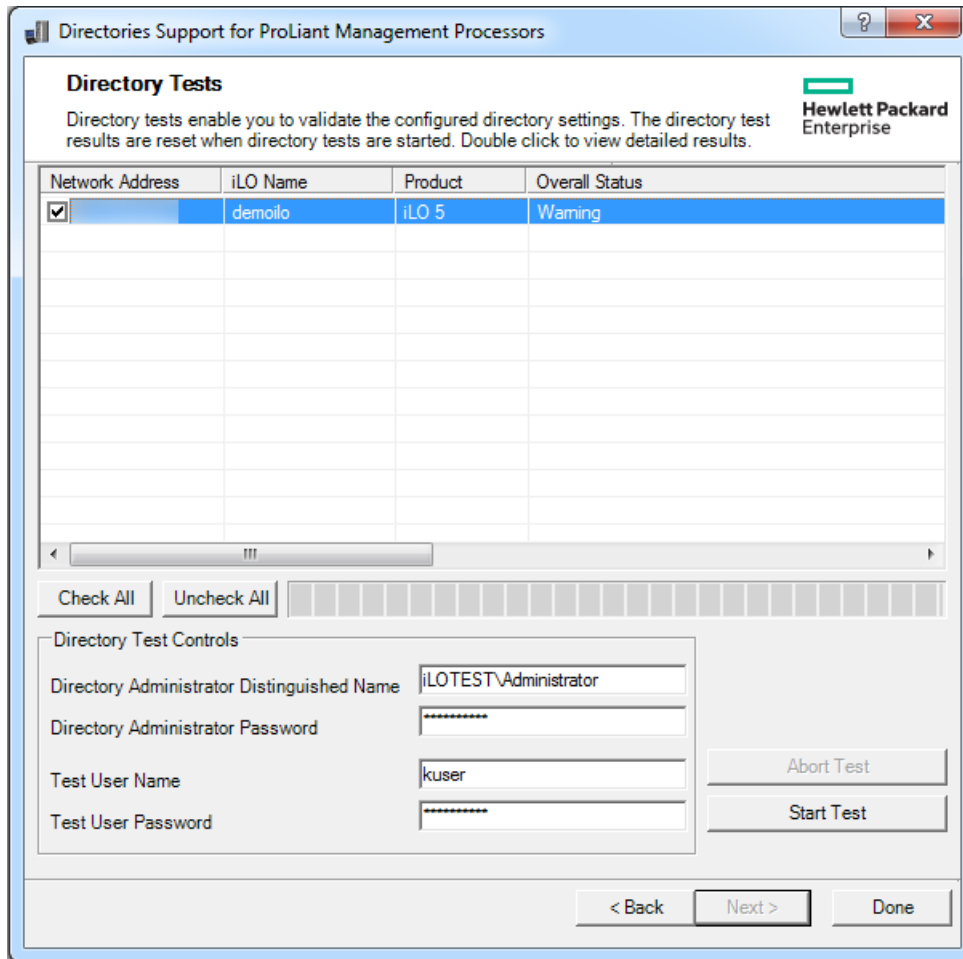 Directories Support for ProLiant Management Processors
?
Directory Tests
Directory tests enable you to validate the configured directory settings. The directory test
results are reset when directory tests are started. Double click to view detailed results.
Hewlett Packard
Enterprise
Network Address iLO Name Product Overall Status
demoilo iLO 5 Warning
Check All Uncheck All
Directory Test Controls
Directory Administrator Distinguished Name iLOTEST\Administrator
Directory Administrator Password **********
Test User Name kuser
Abort Test
Test User Password **********
Start Test
< Back Next > Done